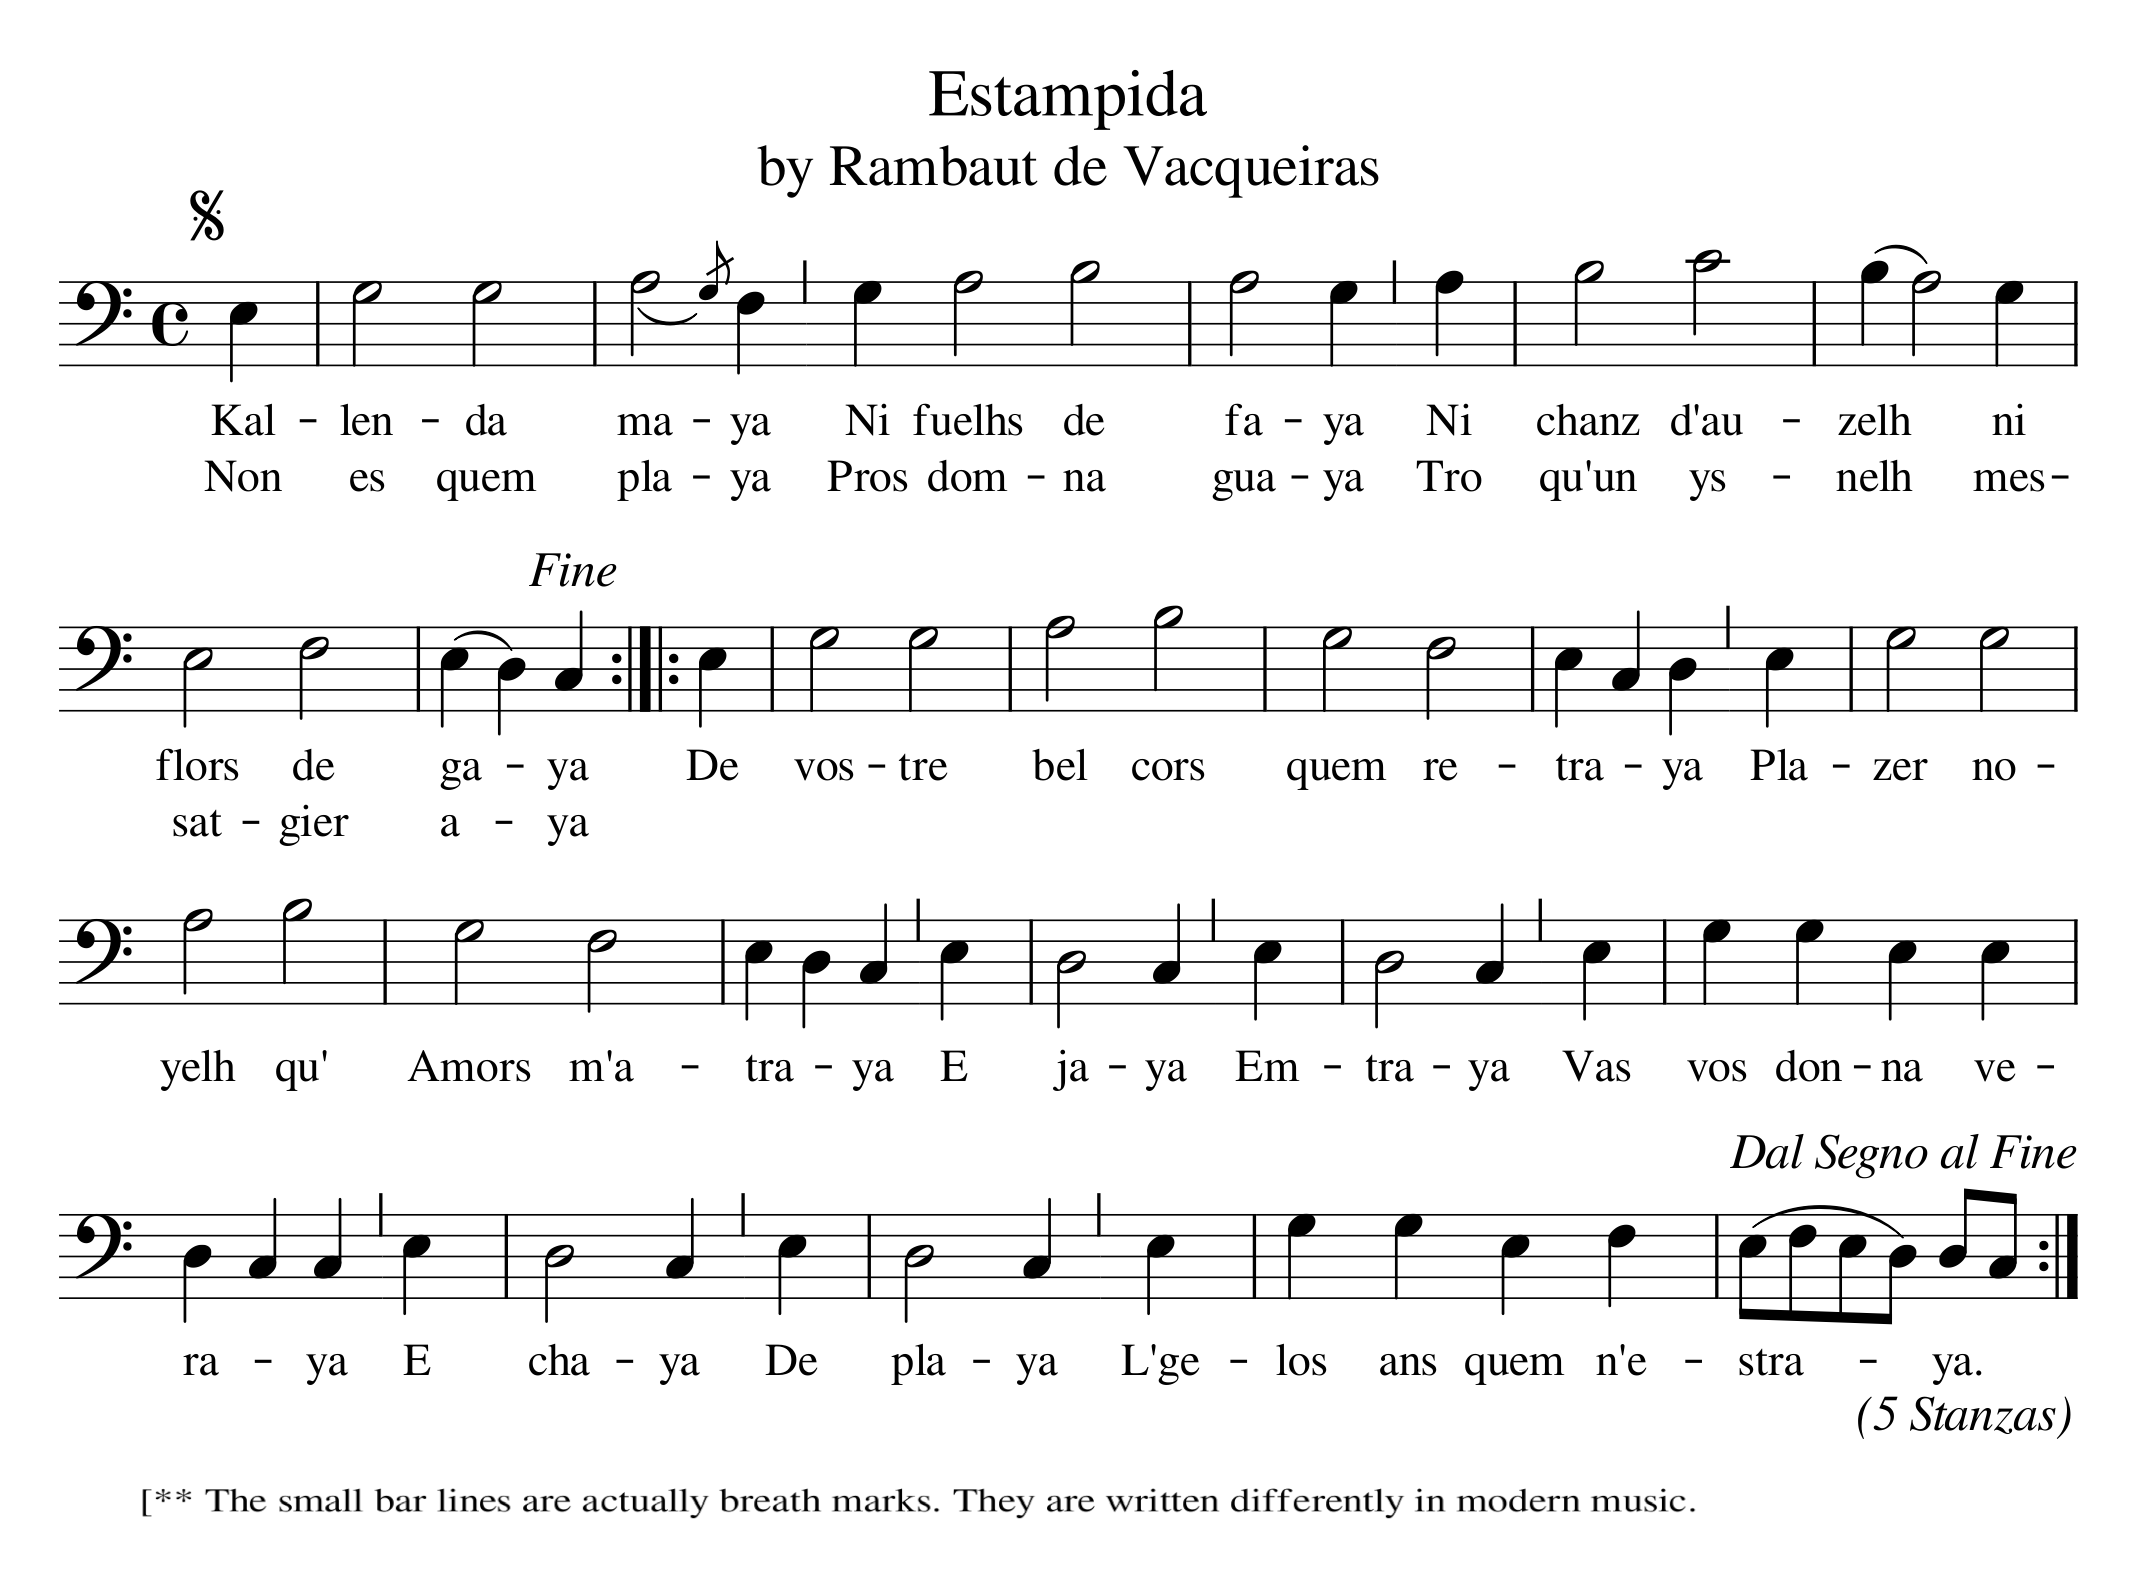 Estampida
by Rambaut de Vacqueiras
Kal - len - da ma - ya Ni fuelhs de fa - ya Ni chanz d'au - zelh ni
Non es quem pla - ya Pros dom - na gua - ya Tro qu'un ys - nelh mes -
Fine
flors de ga - ya De vos - tre bel cors quem re - tra - ya Pla - zer no -
sat - gier a - ya
yelh qu' Amors m'a - tra - ya E ja - ya Em - tra - ya Vas vos don - na ve -
Dal Segno al Fine
ra - ya E cha - ya De pla - ya L'ge - los ans quem n'e - stra - ya.
(5 Stanzas)
[** The small bar lines are actually breath marks. They are written differently in modern music.